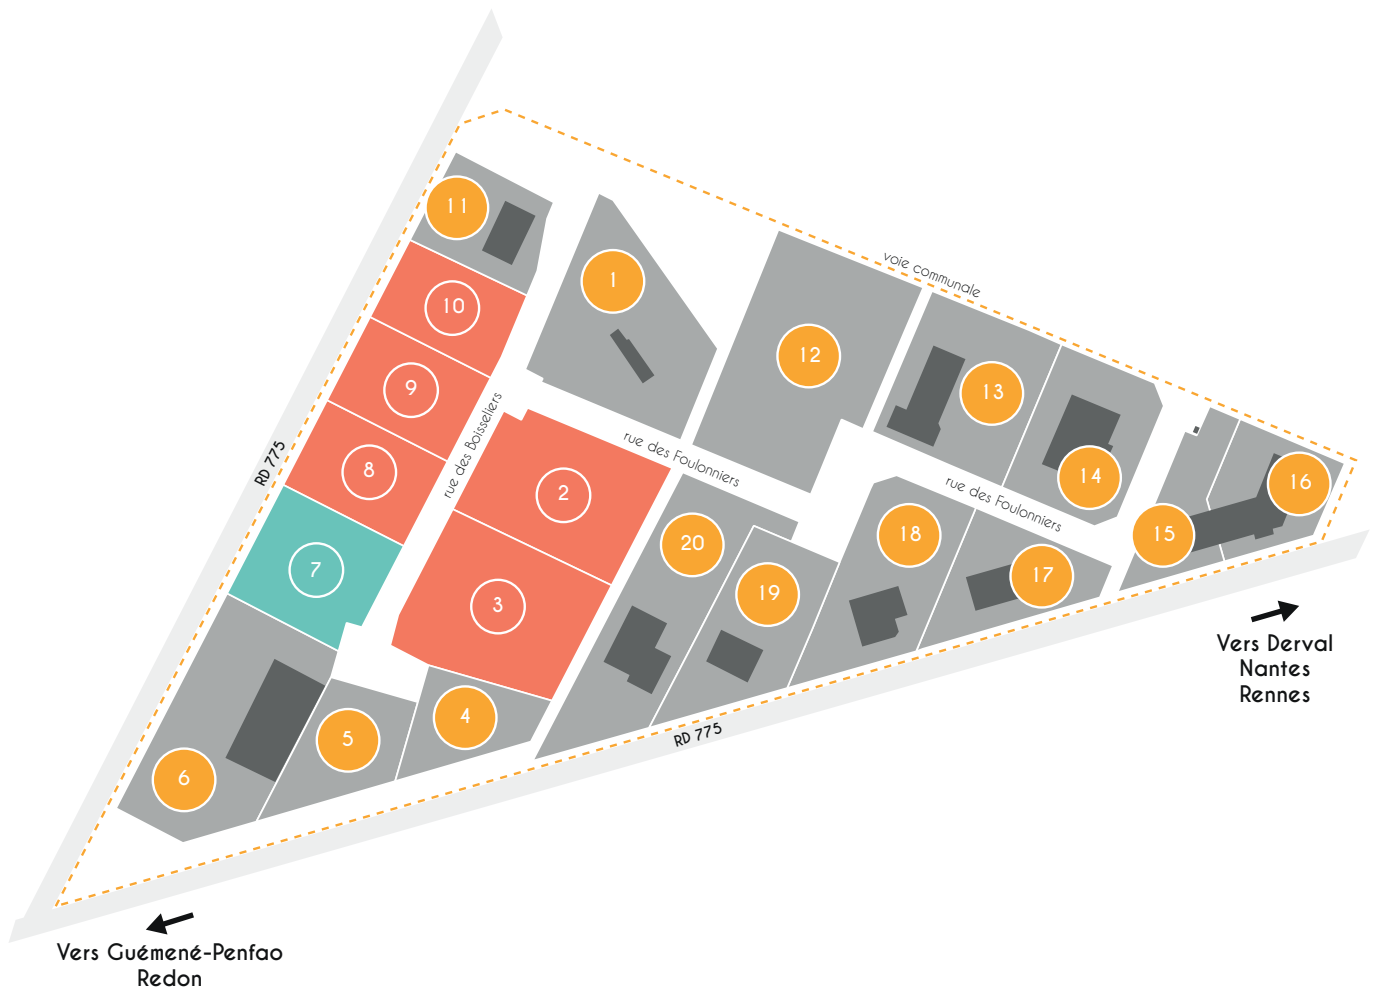 11
10
1
voie communale
12
13
9
rue des Boisseliers
rue des Foulonniers
RD 775
8
2
14
16
rue des Foulonniers
20
18
15
7
3
19
17
4
5
6
RD 775
Vers Derval
Nantes
Rennes
Vers Guémené-Penfao
Redon